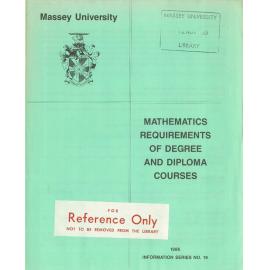 Massey University
MASSEY UNIVERSITY
LIBRARY
MATHEMATICS
REQUIREMENTS
OF DEGREE
AND DIPLOMA
COURSES
FOR
Reference Only
NOT TO BE REMOVED FROM THE LIBRARY
INFORMATION SERIES NO. 16